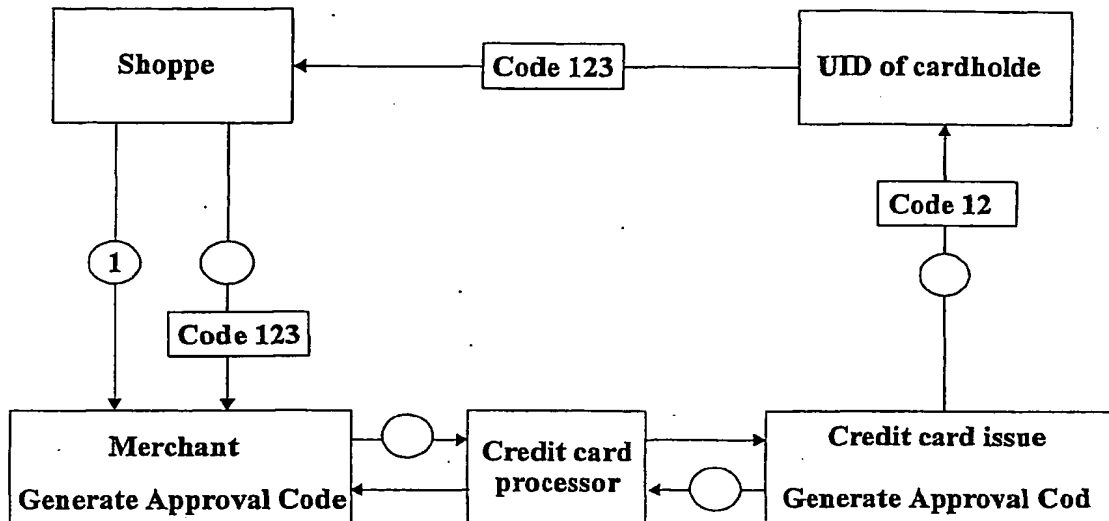 Shoppe
Code 123
UID of cardholde
Code 12
1
Code 123
Merchant
Generate Approval Code
Credit card
processor
Credit card issue
Generate Approval Cod